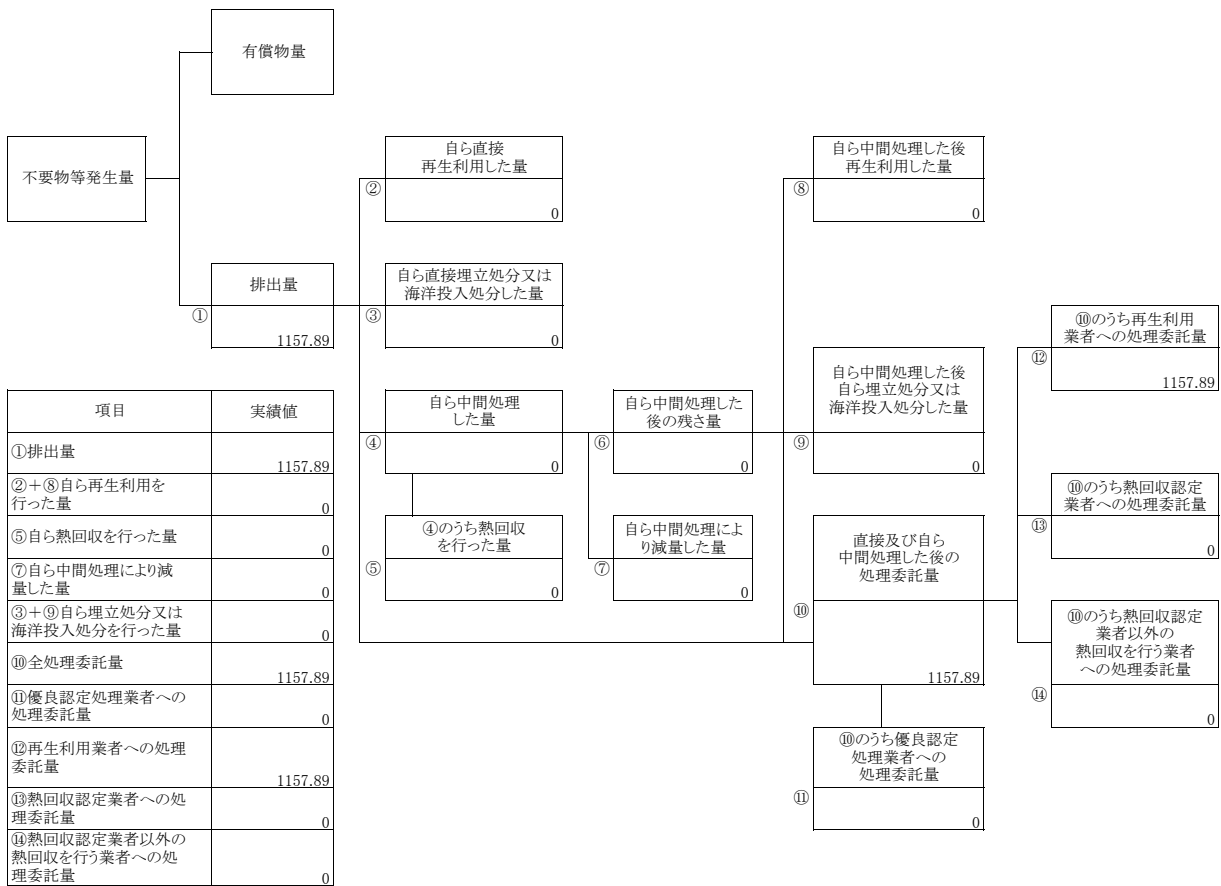 有償物量
不要物等発生量
排出量
①
1157.89
自ら直接
再生利用した量
②
0
自ら直接埋立処分又は
海洋投入処分した量
③
0
自ら中間処理
した量
④
0
④のうち熱回収
を行った量
⑤
0
自ら中間処理した
後の残さ量
⑥
0
自ら中間処理によ
り減量した量
⑦
0
自ら中間処理した後
再生利用した量
⑧
0
自ら中間処理した後
自ら埋立処分又は
海洋投入処分した量
⑨
0
直接及び自ら
中間処理した後の
処理委託量
⑩
1157.89
⑩のうち優良認定
処理業者への
処理委託量
⑪
0
⑩のうち再生利用
業者への処理委託量
⑫
1157.89
⑩のうち熱回収認定
業者への処理委託量
⑬
0
⑩のうち熱回収認定
業者以外の
熱回収を行う業者
への処理委託量
⑭
0
項目 実績値
①排出量
1157.89
②＋⑧自ら再生利用を
行った量
0
⑤自ら熱回収を行った量
0
⑦自ら中間処理により減
量した量
0
③＋⑨自ら埋立処分又は
海洋投入処分を行った量
0
⑩全処理委託量
1157.89
⑪優良認定処理業者への
処理委託量
0
⑫再生利用業者への処理
委託量
1157.89
⑬熱回収認定業者への処
理委託量
0
⑭熱回収認定業者以外の
熱回収を行う業者への処
理委託量
0